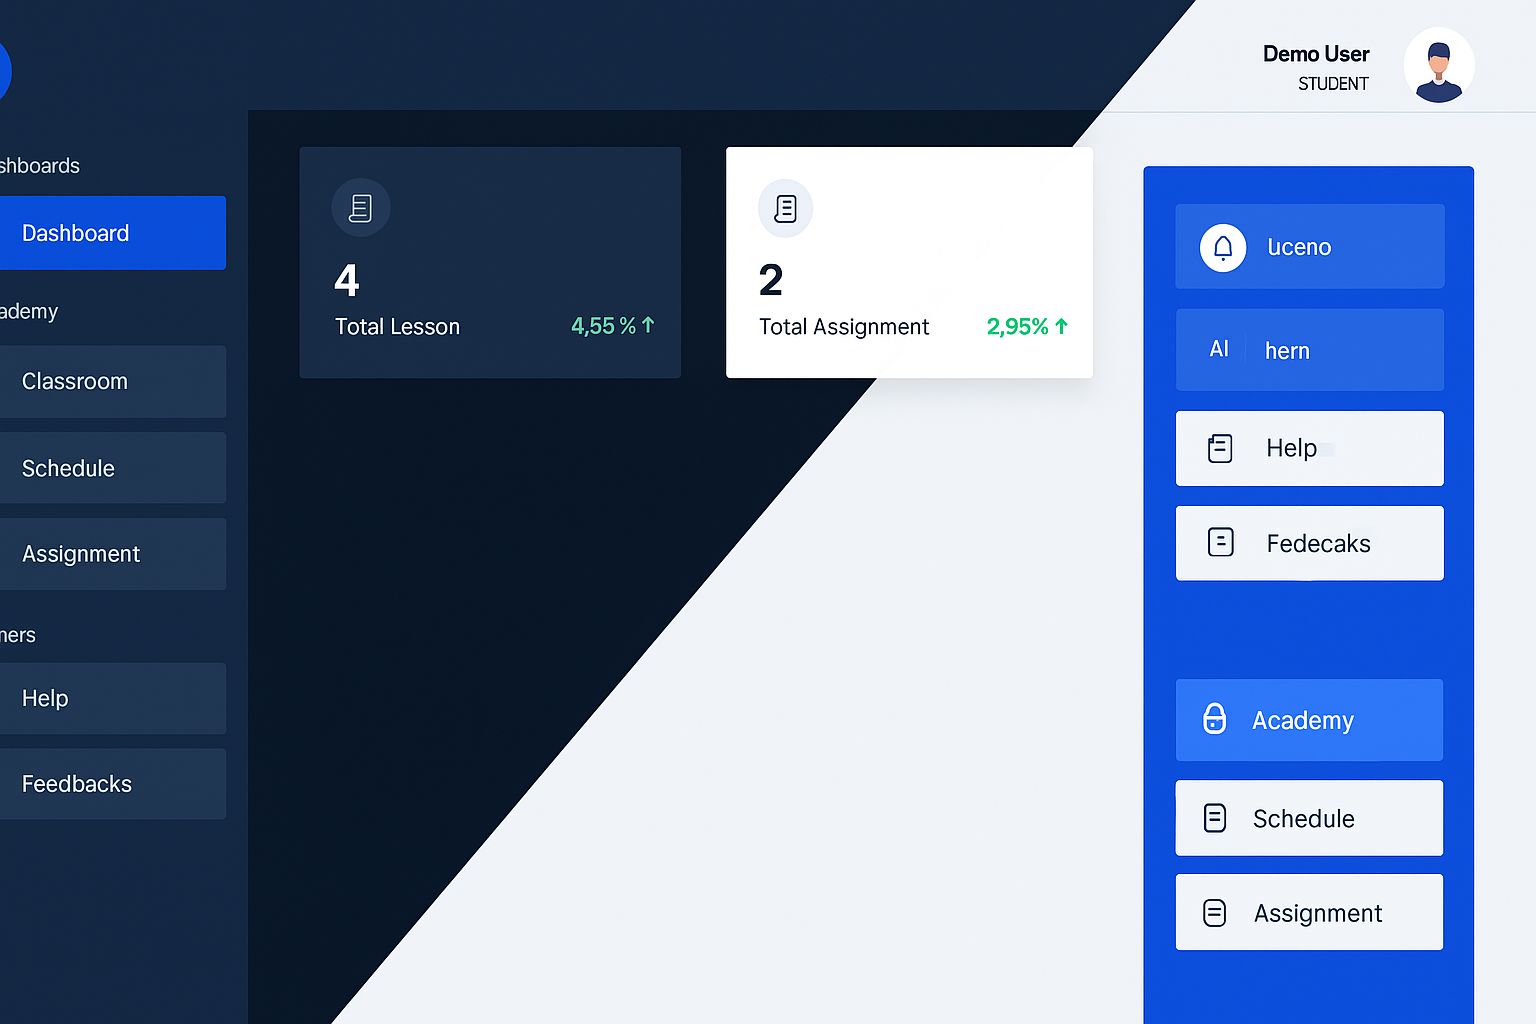 Demo User
STUDENT
shboards
Dashboard
ademy
Classroom
Schedule
Assignment
ners
Help
Feedbacks
4
Total Lesson
4,55 % ↑
2
Total Assignment
2,95% ↑
luceno
AI hern
Help
Fedecaks
Academy
Schedule
Assignment